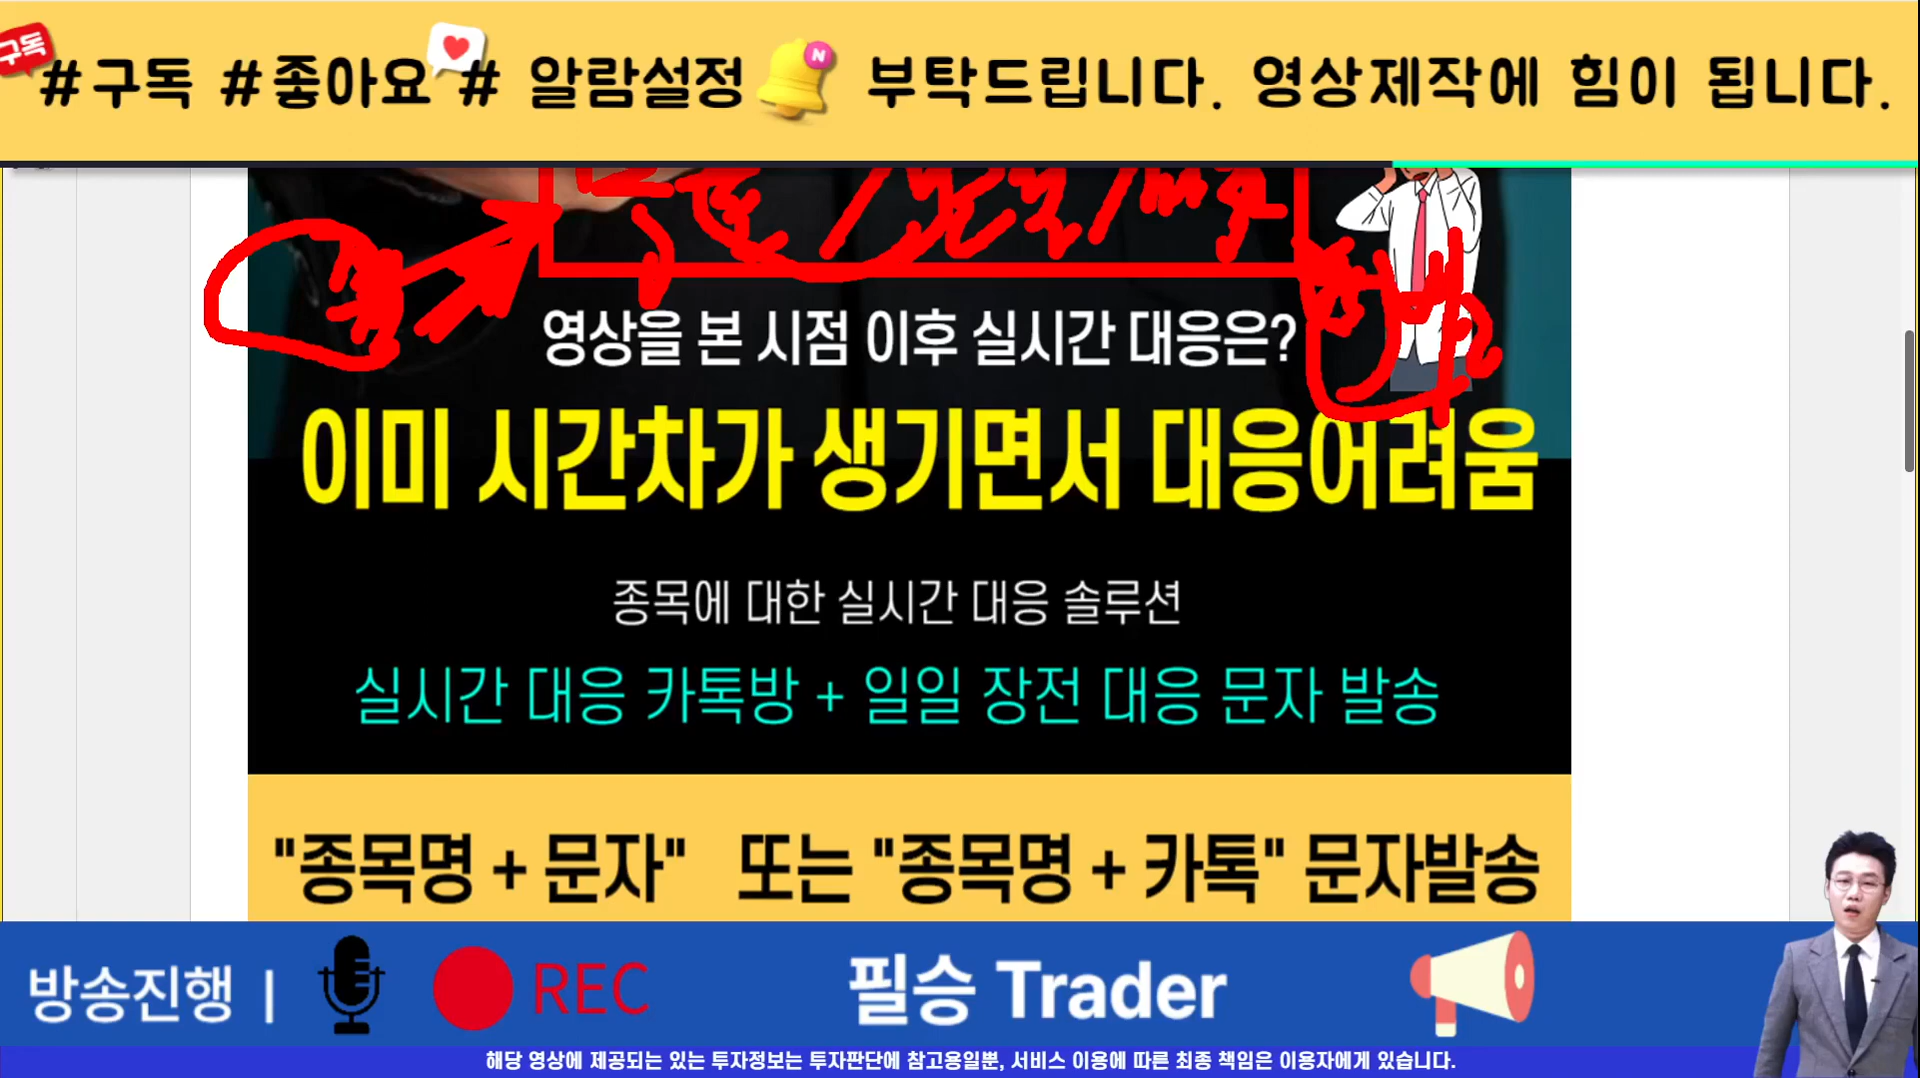 구독
#구독 #좋아요 # 알람설정 N 부탁드립니다. 영상제작에 힘이 됩니다.
영상을 본 시점 이후 실시간 대응은?
이미 시간차가 생기면서 대응어려움
종목에 대한 실시간 대응 솔루션
실시간 대응 카톡방 + 일일 장전 대응 문자 발송
"종목명 + 문자" 또는 "종목명 + 카톡" 문자발송
방송진행 | REC 필승 Trader
해당 영상에 제공되는 있는 투자정보는 투자판단에 참고용일뿐, 서비스 이용에 따른 최종 책임은 이용자에게 있습니다.